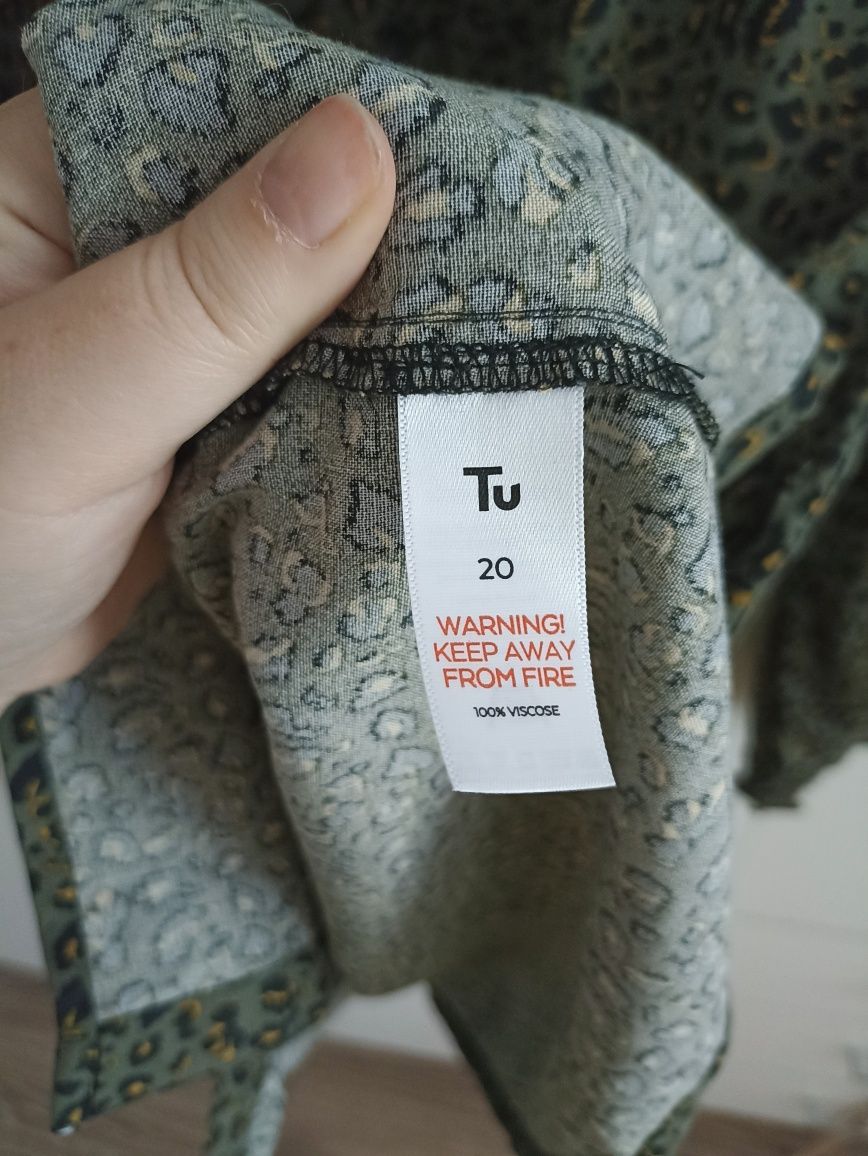 Tu
20
WARNING!
KEEP AWAY
FROM FIRE
100% VISCOSE